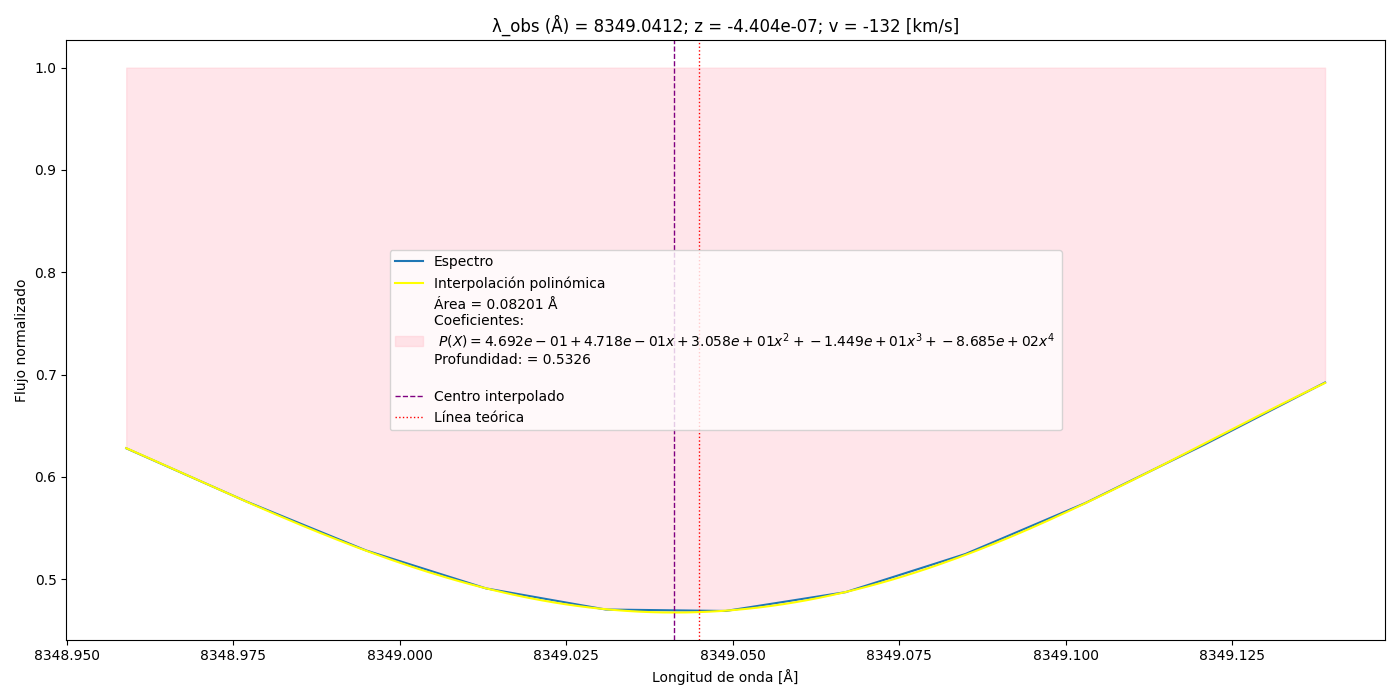 λ_obs (Å) = 8349.0412; z = -4.404e-07; v = -132 [km/s]
Flujo normalizado
1.0
0.9
0.8
0.7
0.6
0.5
Espectro
Interpolación polinómica
Área = 0.08201 Å
Coeficientes:
P(X) = 4.692e − 01 + 4.718e − 01x + 3.058e + 01x² + −1.449e + 01x³ + −8.685e + 02x⁴
Profundidad: = 0.5326
Centro interpolado
Línea teórica
8348.950 8348.975 8349.000 8349.025 8349.050 8349.075 8349.100 8349.125
Longitud de onda [Å]